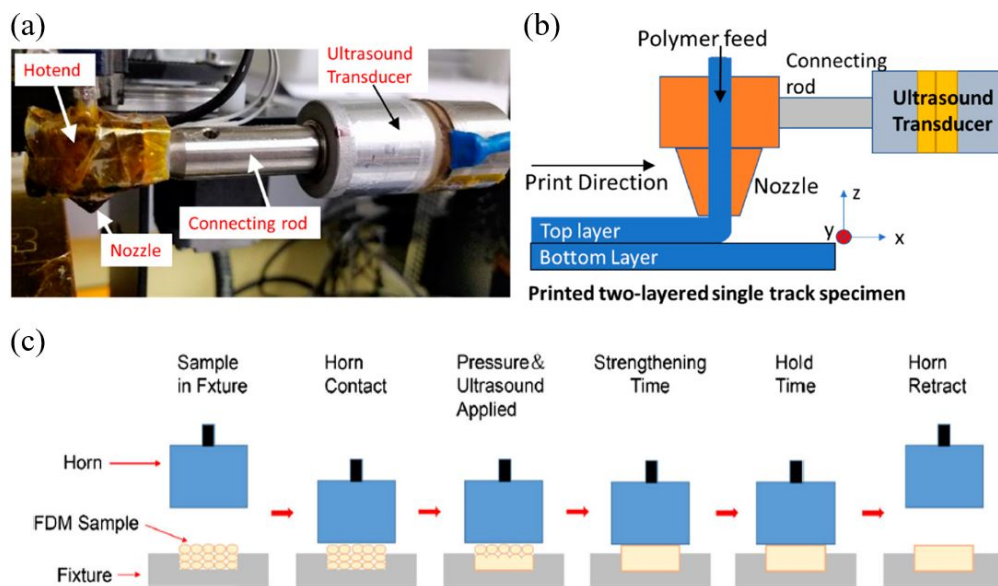 (a)
Hotend
Ultrasound
Transducer
Connecting rod
Nozzle
(b)
Polymer feed
Connecting
rod
Ultrasound
Transducer
Print Direction
Nozzle
z
Top layer
y
x
Bottom Layer
Printed two-layered single track specimen
(c)
Sample
in Fxture
Horn
Contact
Pressure&
Ultrasound
Applied
Strengthening
Time
Hold
Time
Horn
Retract
Horn
FDM Sample
Fixture